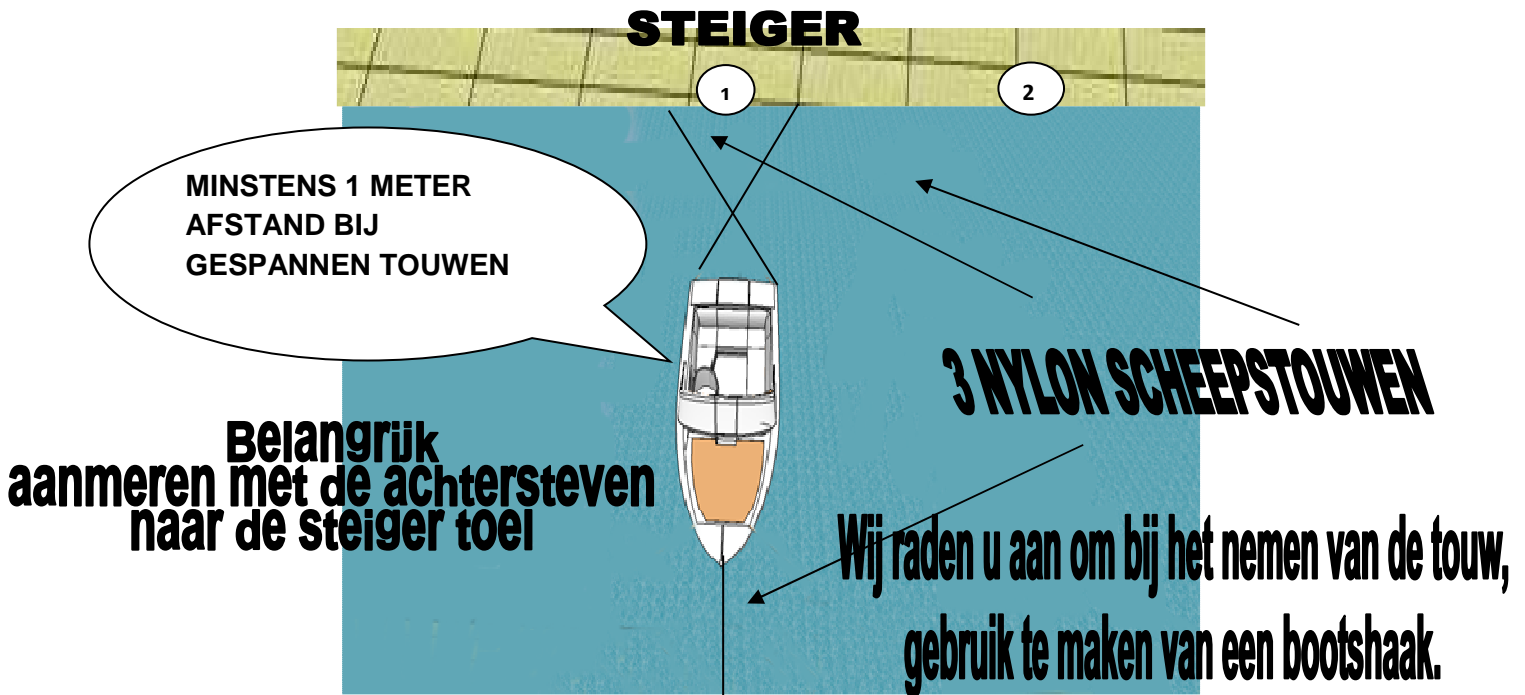 STEIGER
1
2
MINSTENS 1 METER
AFSTAND BIJ
GESPANNEN TOUWEN
3 NYLON SCHEEPSTOUWEN
Belangrijk
aanmeren met de achtersteven
naar de steiger toel
Wij raden u aan om bij het nemen van de touw,
gebruik te maken van een bootshaak.